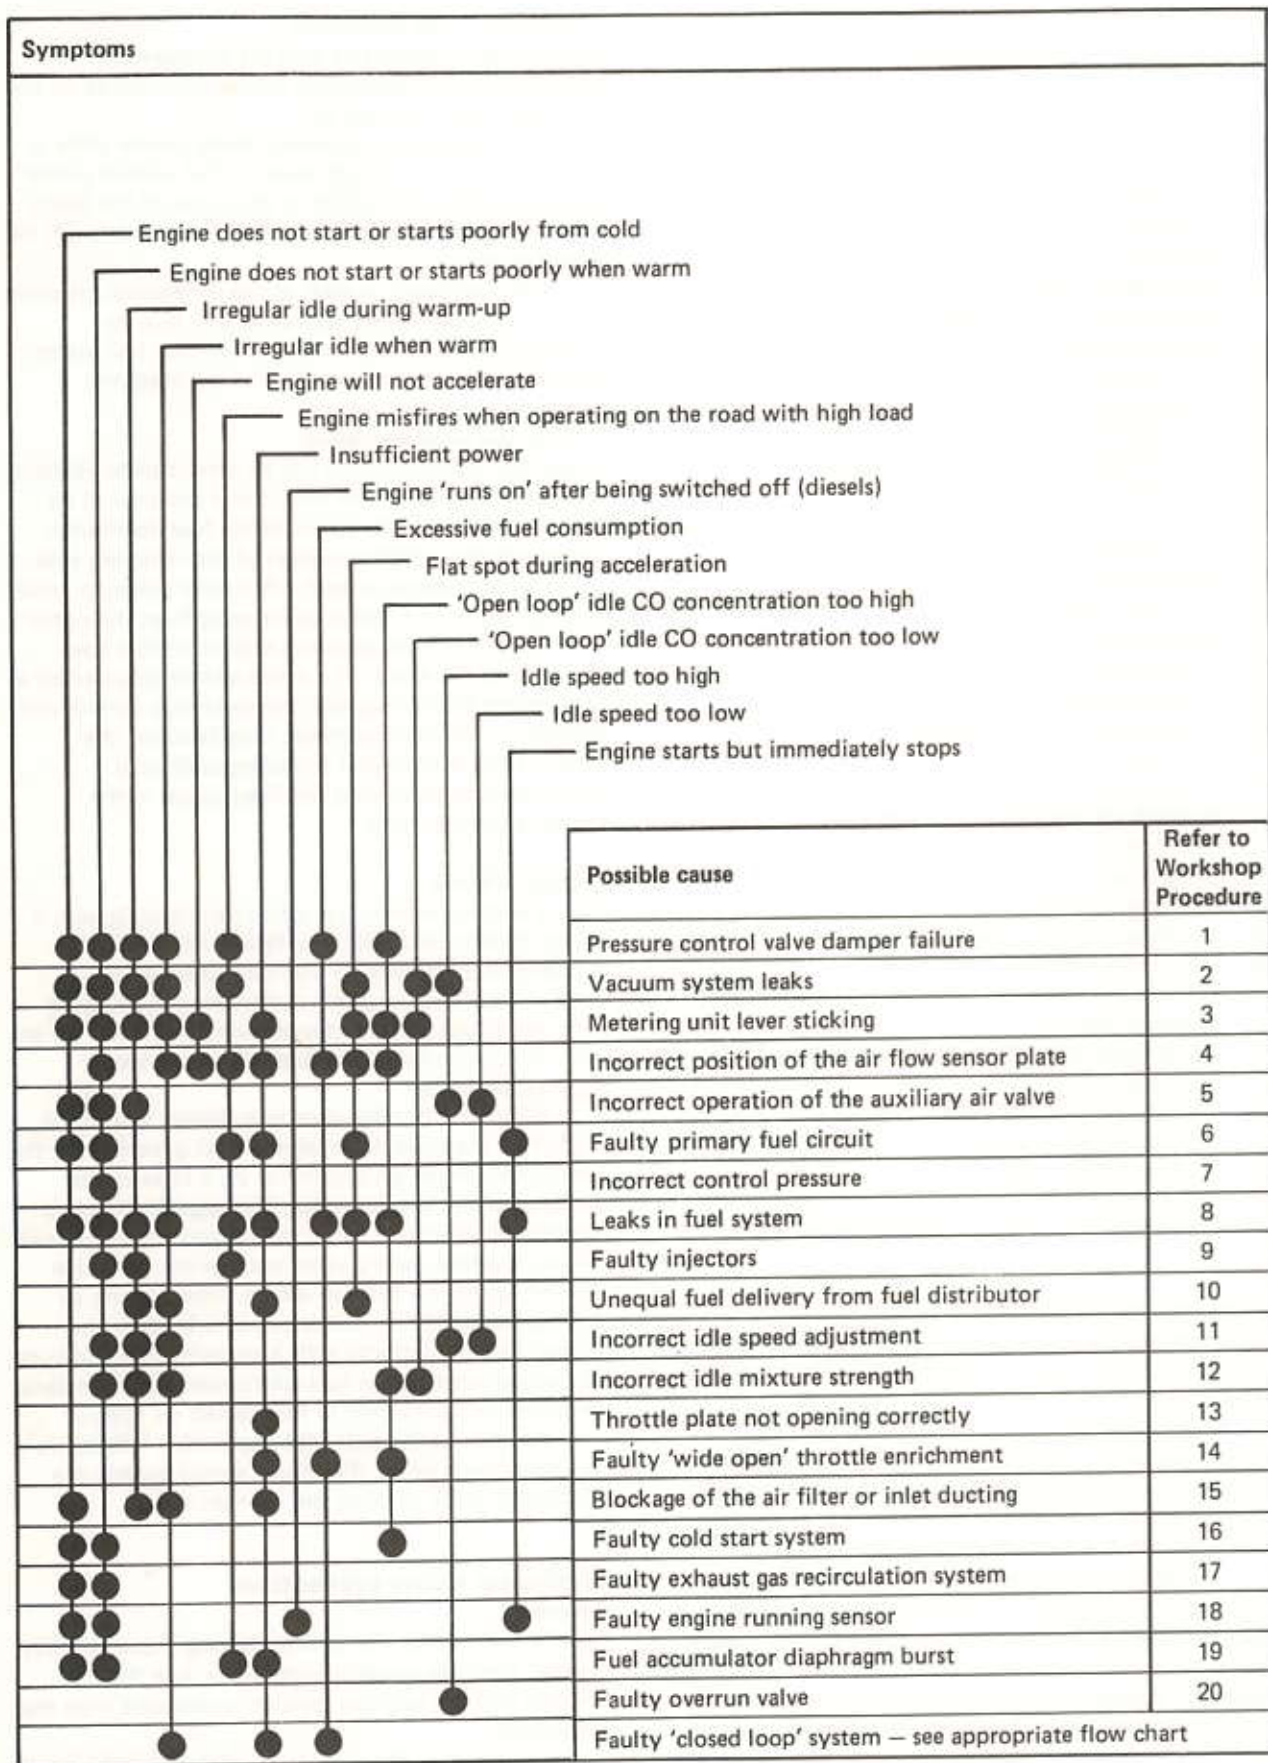 Symptoms
Engine does not start or starts poorly from cold
Engine does not start or starts poorly when warm
Irregular idle during warm-up
Irregular idle when warm
Engine will not accelerate
Engine misfires when operating on the road with high load
Insufficient power
Engine ‘runs on’ after being switched off (diesels)
Excessive fuel consumption
Flat spot during acceleration
‘Open loop’ idle CO concentration too high
‘Open loop’ idle CO concentration too low
Idle speed too high
Idle speed too low
Engine starts but immediately stops
Possible cause
Refer to
Workshop
Procedure
Pressure control valve damper failure 1
Vacuum system leaks 2
Metering unit lever sticking 3
Incorrect position of the air flow sensor plate 4
Incorrect operation of the auxiliary air valve 5
Faulty primary fuel circuit 6
Incorrect control pressure 7
Leaks in fuel system 8
Faulty injectors 9
Unequal fuel delivery from fuel distributor 10
Incorrect idle speed adjustment 11
Incorrect idle mixture strength 12
Throttle plate not opening correctly 13
Faulty ‘wide open’ throttle enrichment 14
Blockage of the air filter or inlet ducting 15
Faulty cold start system 16
Faulty exhaust gas recirculation system 17
Faulty engine running sensor 18
Fuel accumulator diaphragm burst 19
Faulty overrun valve 20
Faulty ‘closed loop’ system — see appropriate flow chart